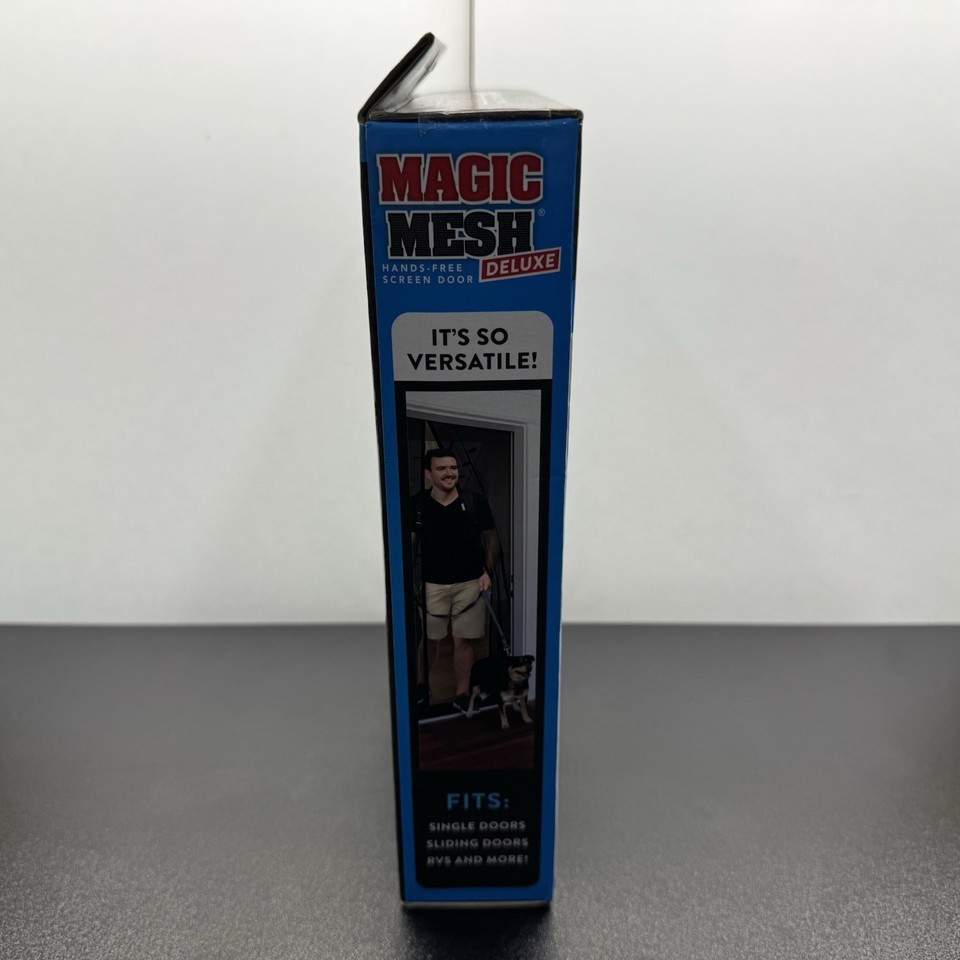 MAGIC
MESH®
DELUXE
HANDS-FREE
SCREEN DOOR
IT'S SO
VERSATILE!
FITS:
SINGLE DOORS
SLIDING DOORS
RVS AND MORE!